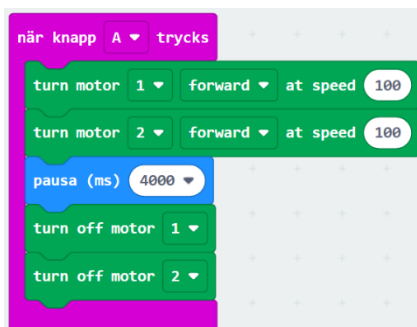 när knapp A trycks
turn motor 1 forward at speed 100
turn motor 2 forward at speed 100
pausa (ms) 4000
turn off motor 1
turn off motor 2